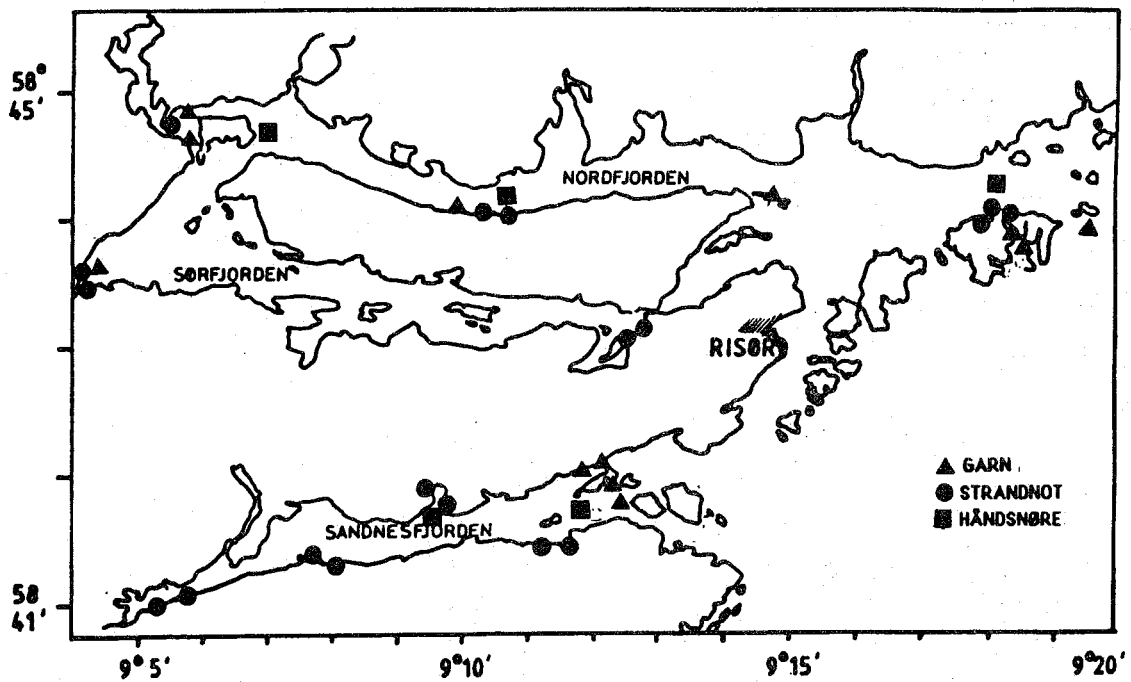 58°
45'
NORDFJORDEN
SØRFJORDEN
RISØR
GARN
STRANDNOT
HÅNDSNØRE
SANDNESFJORDEN
58
41'
9° 5'
9° 10'
9° 15'
9° 20'